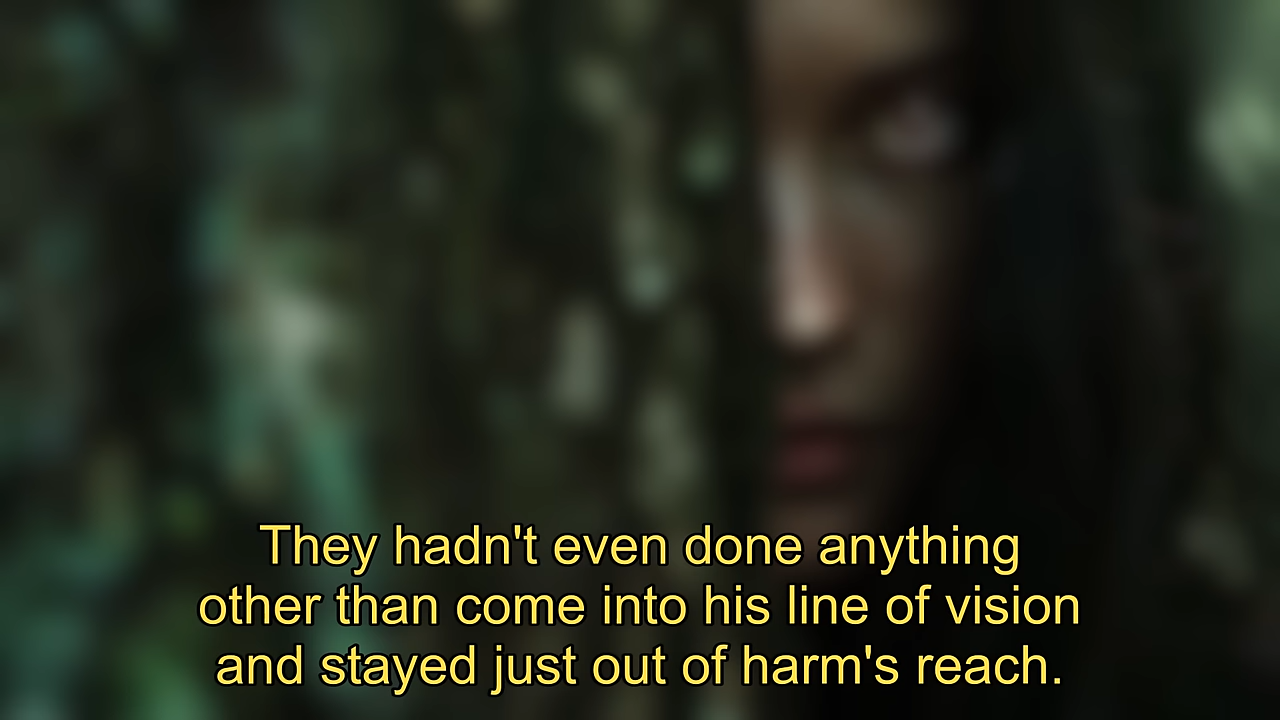 They hadn't even done anything
other than come into his line of vision
and stayed just out of harm's reach.